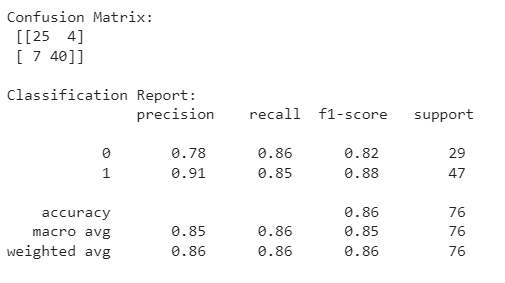 Confusion Matrix:
[[25 4]
[ 7 40]]
Classification Report:
precision recall f1-score support
0 0.78 0.86 0.82 29
1 0.91 0.85 0.88 47
accuracy 0.86 76
macro avg 0.85 0.86 0.85 76
weighted avg 0.86 0.86 0.86 76